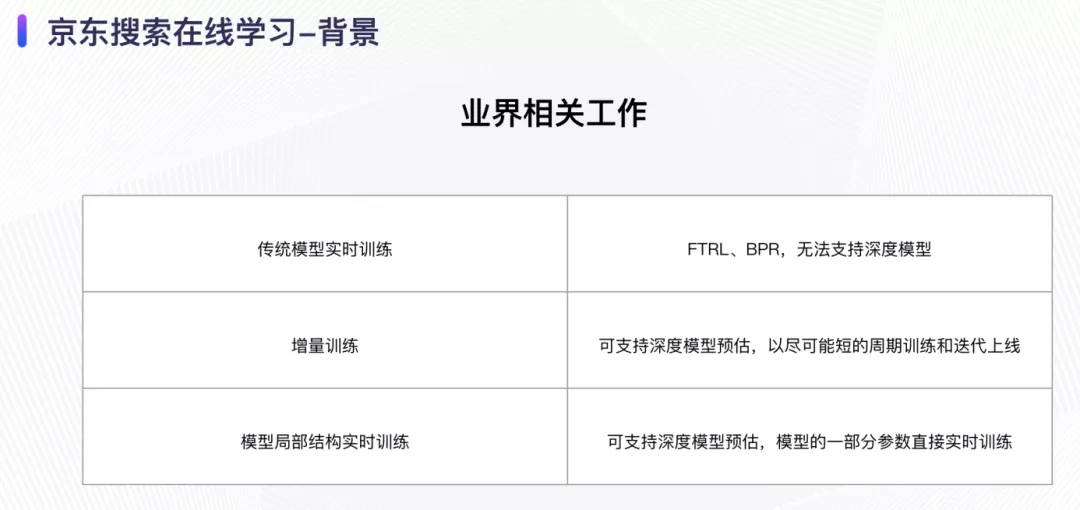 京东搜索在线学习-背景
业界相关工作
传统模型实时训练
FTRL、BPR，无法支持深度模型
增量训练
可支持深度模型预估，以尽可能短的周期训练和迭代上线
模型局部结构实时训练
可支持深度模型预估，模型的一部分参数直接实时训练